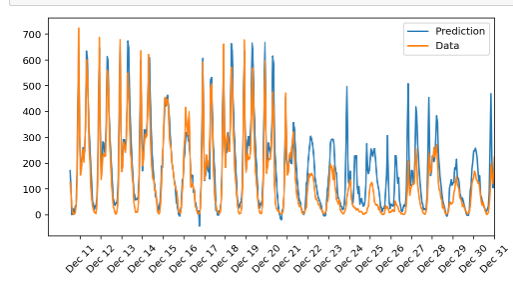 Prediction
Data
700
600
500
400
300
200
100
0
Dec 11
Dec 12
Dec 13
Dec 14
Dec 15
Dec 16
Dec 17
Dec 18
Dec 19
Dec 20
Dec 21
Dec 22
Dec 23
Dec 24
Dec 25
Dec 26
Dec 27
Dec 28
Dec 29
Dec 30
Dec 31